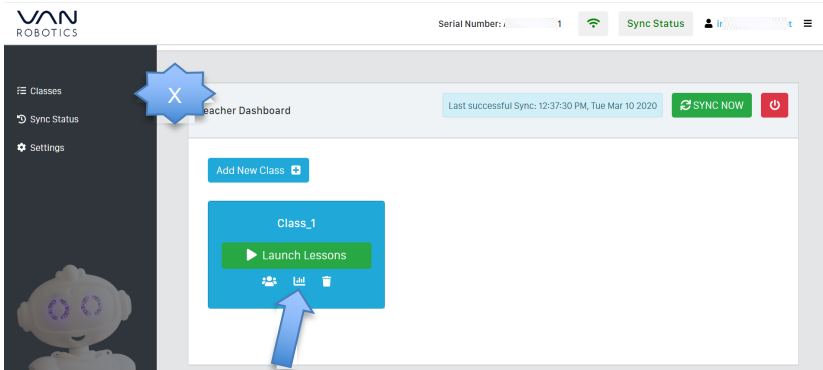 VAN
ROBOTICS
Serial Number: 1
Sync Status
Classes
Sync Status
Settings
X
eacher Dashboard
Last successful Sync: 12:37:30 PM, Tue Mar 10 2020
SYNC NOW
Add New Class
Class_1
Launch Lessons